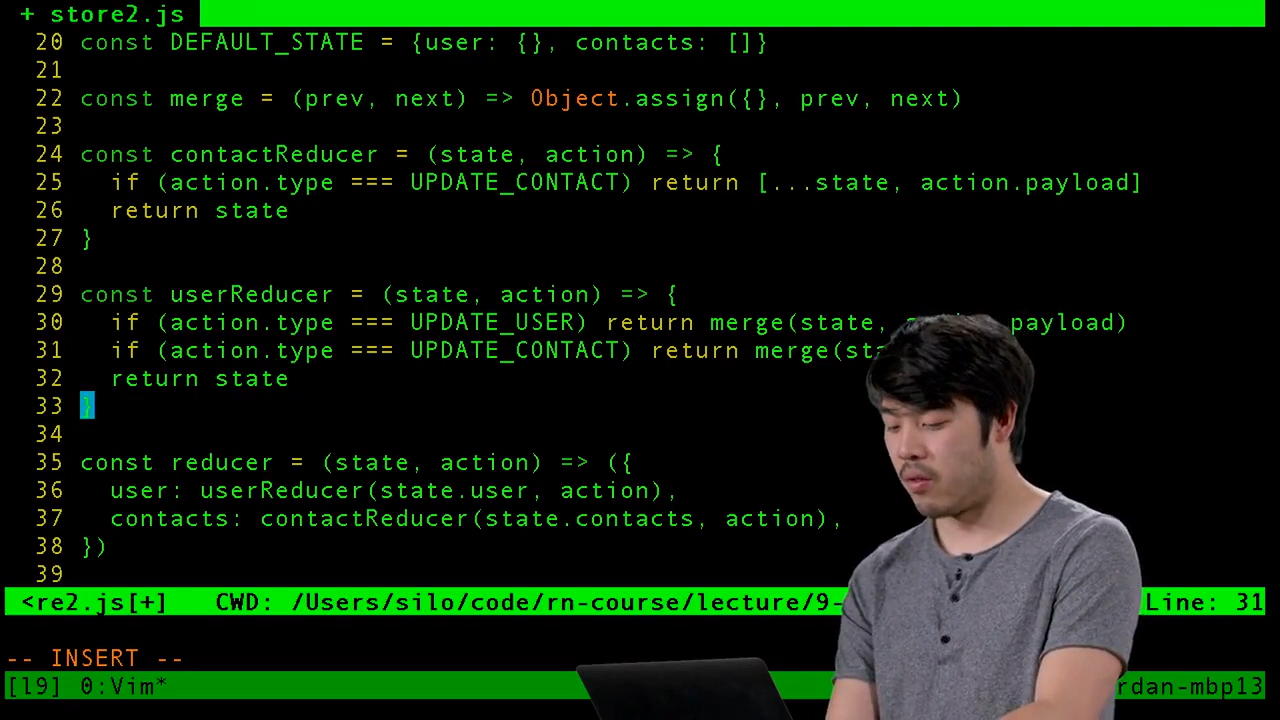 + store2.js
20 const DEFAULT_STATE = {user: {}, contacts: []}
21
22 const merge = (prev, next) => Object.assign({}, prev, next)
23
24 const contactReducer = (state, action) => {
25   if (action.type === UPDATE_CONTACT) return [...state, action.payload]
26   return state
27 }
28
29 const userReducer = (state, action) => {
30   if (action.type === UPDATE_USER) return merge(state, payload)
31   if (action.type === UPDATE_CONTACT) return merge(
32   return state
33 }
34
35 const reducer = (state, action) => ({
36   user: userReducer(state.user, action),
37   contacts: contactReducer(state.contacts, action),
38 })
39
<re2.js[+]   CWD: /Users/silo/code/rn-course/lecture/9- Line: 31
-- INSERT --
[l9] 0:Vim* rdan-mbp13